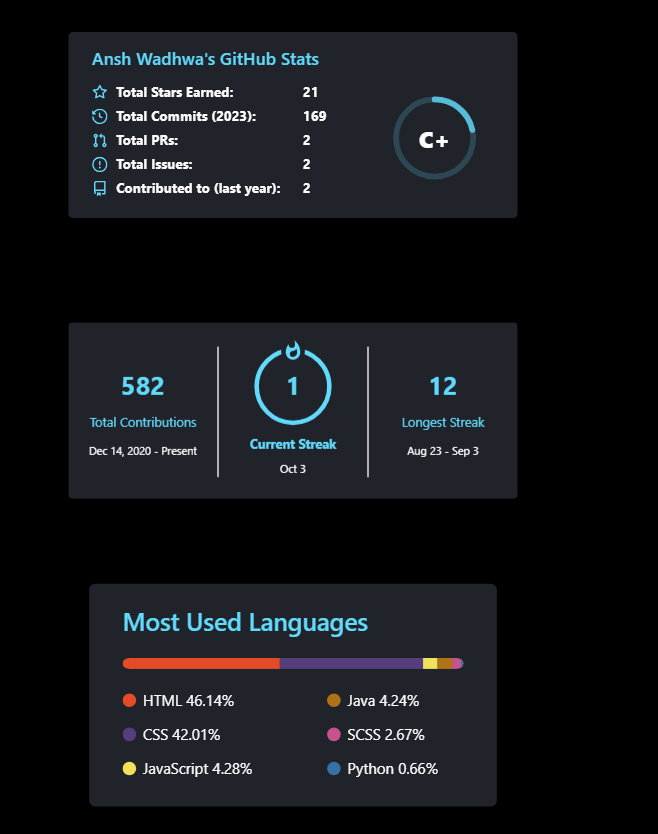 Ansh Wadhwa's GitHub Stats
Total Stars Earned: 21
Total Commits (2023): 169
Total PRs: 2
Total Issues: 2
Contributed to (last year): 2
C+
582
Total Contributions
Dec 14, 2020 - Present
1
Current Streak
Oct 3
12
Longest Streak
Aug 23 - Sep 3
Most Used Languages
HTML 46.14%
CSS 42.01%
JavaScript 4.28%
Java 4.24%
SCSS 2.67%
Python 0.66%